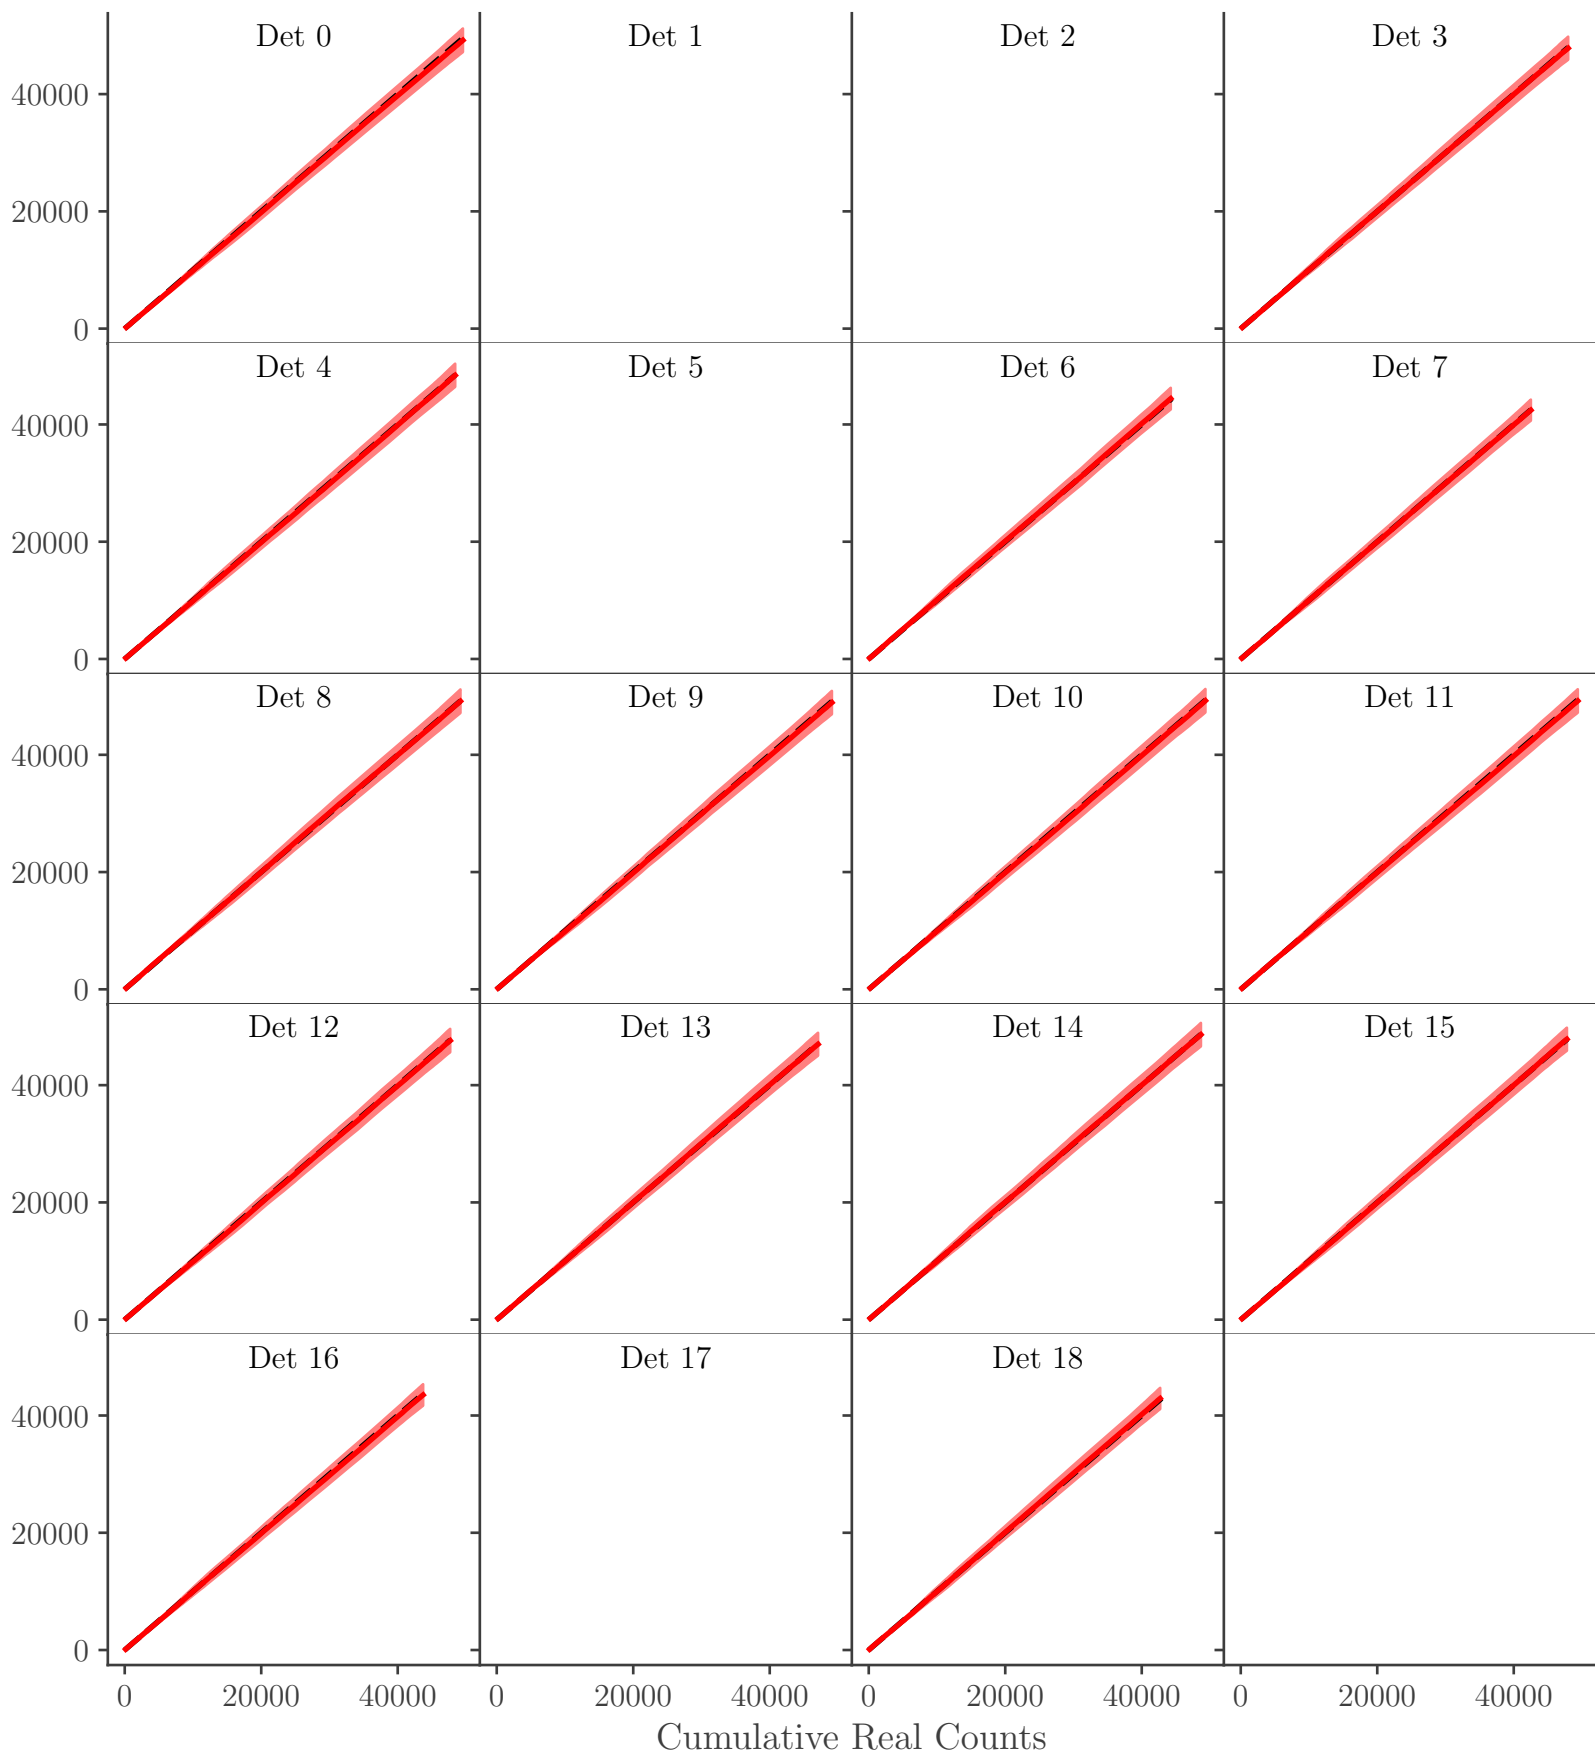 Det 0 Det 1 Det 2 Det 3
40000
20000
0
Det 4 Det 5 Det 6 Det 7
40000
20000
0
Det 8 Det 9 Det 10 Det 11
40000
20000
0
Det 12 Det 13 Det 14 Det 15
40000
20000
0
Det 16 Det 17 Det 18
40000
20000
0
0 20000 40000 0 20000 40000 0 20000 40000 0 20000 40000
Cumulative Real Counts